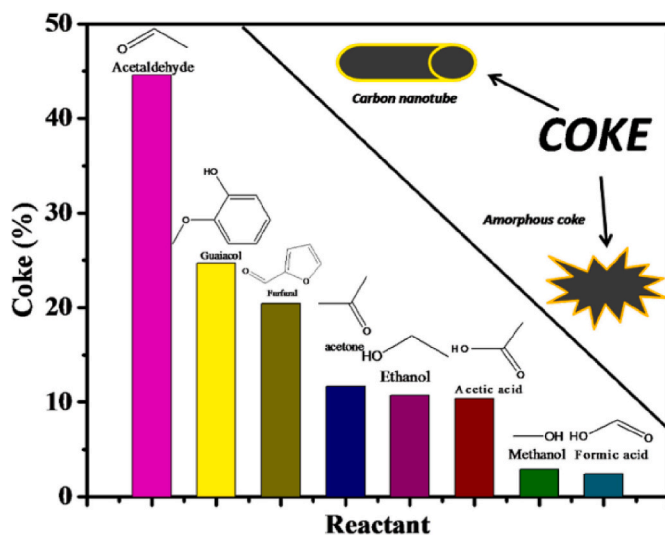 50
40
30
20
10
0
Coke (%)
Reactant
O
Acetaldehyde
HO
O
Guaiacol
O
O
Furfural
O
acetone
HO
Ethanol
HO
O
Acetic acid
OH
Methanol
HO
O
Formic acid
Carbon nanotube
COKE
Amorphous coke